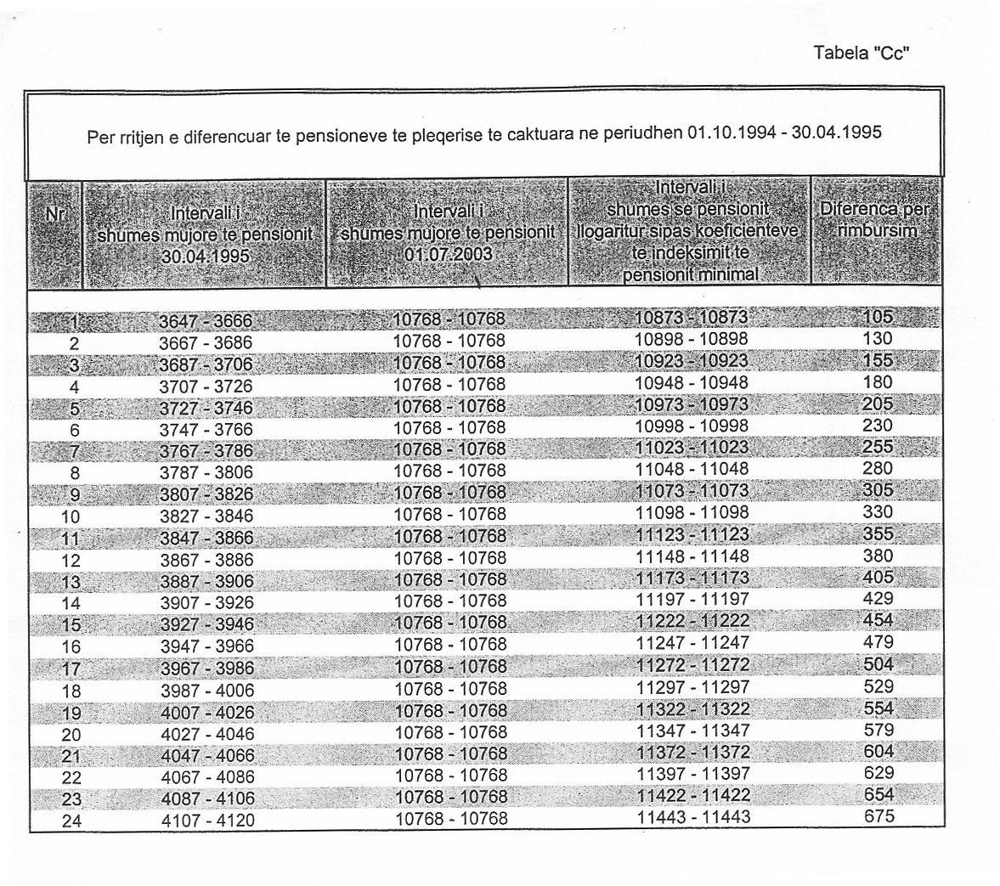 Tabela "Cc"
Per rritjen e diferencuar te pensioneve te pleqerise te caktuara ne periudhen 01.10.1994 - 30.04.1995
Nr
Intervali i
shumes mujore te pensionit
30.04.1995
Intervali i
shumes mujore te pensionit
01.07.2003
Intervali i
shumes se pensionit
llogaritur sipas koeficienteve
te indeksimit te
pensionit minimal
Diferenca per
rimbursim
1 3647 - 3666 10768 - 10768 10873 - 10873 105
2 3667 - 3686 10768 - 10768 10898 - 10898 130
3 3687 - 3706 10768 - 10768 10923 - 10923 155
4 3707 - 3726 10768 - 10768 10948 - 10948 180
5 3727 - 3746 10768 - 10768 10973 - 10973 205
6 3747 - 3766 10768 - 10768 10998 - 10998 230
7 3767 - 3786 10768 - 10768 11023 - 11023 255
8 3787 - 3806 10768 - 10768 11048 - 11048 280
9 3807 - 3826 10768 - 10768 11073 - 11073 305
10 3827 - 3846 10768 - 10768 11098 - 11098 330
11 3847 - 3866 10768 - 10768 11123 - 11123 355
12 3867 - 3886 10768 - 10768 11148 - 11148 380
13 3887 - 3906 10768 - 10768 11173 - 11173 405
14 3907 - 3926 10768 - 10768 11197 - 11197 429
15 3927 - 3946 10768 - 10768 11222 - 11222 454
16 3947 - 3966 10768 - 10768 11247 - 11247 479
17 3967 - 3986 10768 - 10768 11272 - 11272 504
18 3987 - 4006 10768 - 10768 11297 - 11297 529
19 4007 - 4026 10768 - 10768 11322 - 11322 554
20 4027 - 4046 10768 - 10768 11347 - 11347 579
21 4047 - 4066 10768 - 10768 11372 - 11372 604
22 4067 - 4086 10768 - 10768 11397 - 11397 629
23 4087 - 4106 10768 - 10768 11422 - 11422 654
24 4107 - 4120 10768 - 10768 11443 - 11443 675